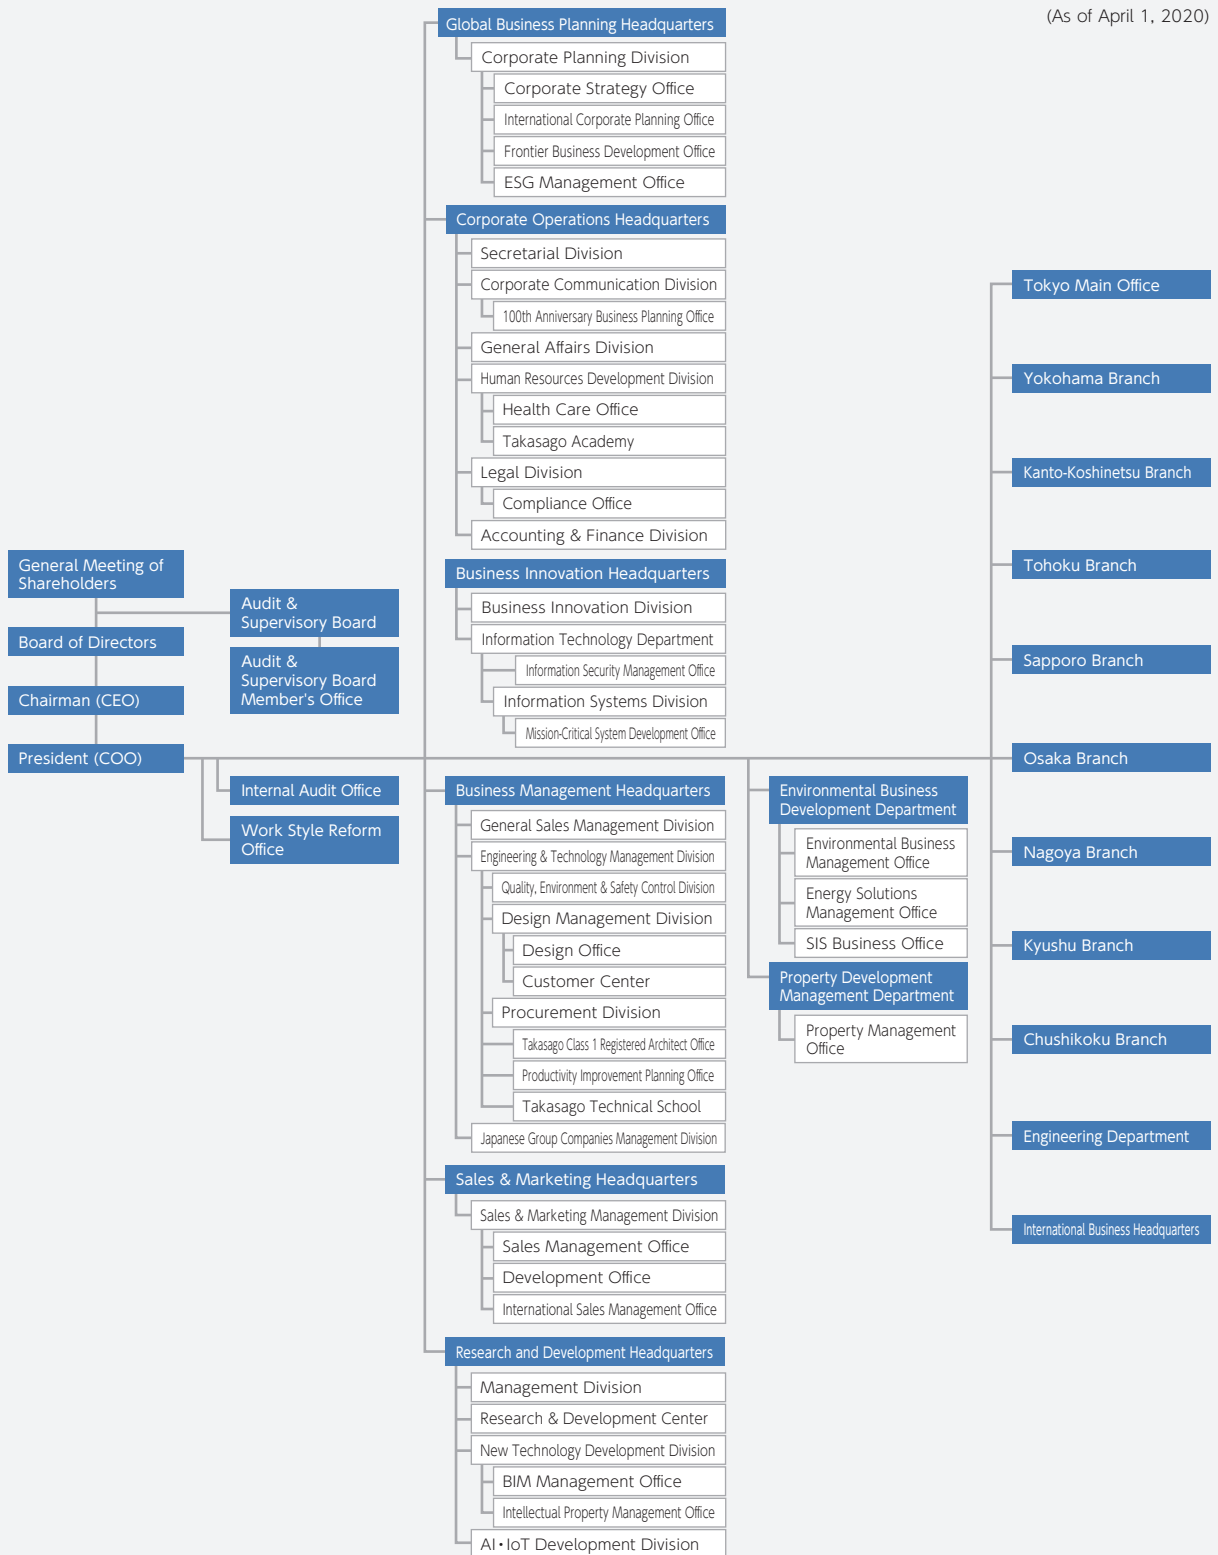 (As of April 1, 2020)
Global Business Planning Headquarters
Corporate Planning Division
Corporate Strategy Office
International Corporate Planning Office
Frontier Business Development Office
ESG Management Office
Corporate Operations Headquarters
Secretarial Division
Corporate Communication Division
100th Anniversary Business Planning Office
General Affairs Division
Human Resources Development Division
Health Care Office
Takasago Academy
Legal Division
Compliance Office
Accounting & Finance Division
General Meeting of
Shareholders
Board of Directors
Chairman (CEO)
President (COO)
Audit &
Supervisory Board
Audit &
Supervisory Board
Member's Office
Internal Audit Office
Work Style Reform
Office
Business Innovation Headquarters
Business Innovation Division
Information Technology Department
Information Security Management Office
Information Systems Division
Mission-Critical System Development Office
Business Management Headquarters
General Sales Management Division
Engineering & Technology Management Division
Quality, Environment & Safety Control Division
Design Management Division
Design Office
Customer Center
Procurement Division
Takasago Class 1 Registered Architect Office
Productivity Improvement Planning Office
Takasago Technical School
Japanese Group Companies Management Division
Sales & Marketing Headquarters
Sales & Marketing Management Division
Sales Management Office
Development Office
International Sales Management Office
Research and Development Headquarters
Management Division
Research & Development Center
New Technology Development Division
BIM Management Office
Intellectual Property Management Office
AI・IoT Development Division
Environmental Business
Development Department
Environmental Business
Management Office
Energy Solutions
Management Office
SIS Business Office
Property Development
Management Department
Property Management
Office
Tokyo Main Office
Yokohama Branch
Kanto-Koshinetsu Branch
Tohoku Branch
Sapporo Branch
Osaka Branch
Nagoya Branch
Kyushu Branch
Chushikoku Branch
Engineering Department
International Business Headquarters